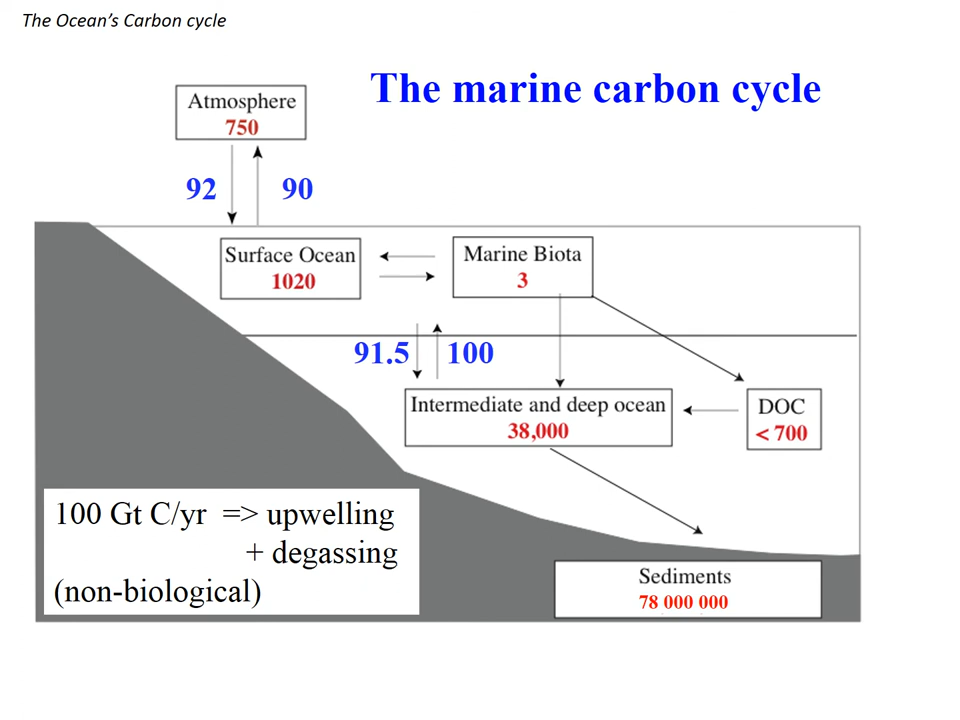 The Ocean's Carbon cycle
The marine carbon cycle
Atmosphere
750
92
90
Surface Ocean
1020
Marine Biota
3
91.5
100
Intermediate and deep ocean
38,000
DOC
< 700
100 Gt C/yr => upwelling
+ degassing
(non-biological)
Sediments
78 000 000